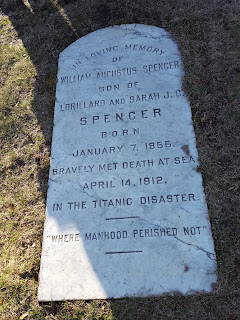 IN LOVING MEMORY
OF
WILLIAM AUGUSTUS SPENCER,
SON OF
LORILLARD AND SARAH J. C.
SPENCER
BORN
JANUARY 7, 1855.
BRAVELY MET DEATH AT SEA
APRIL 14, 1912.
IN THE TITANIC DISASTER.
"WHERE MANHOOD PERISHED NOT"